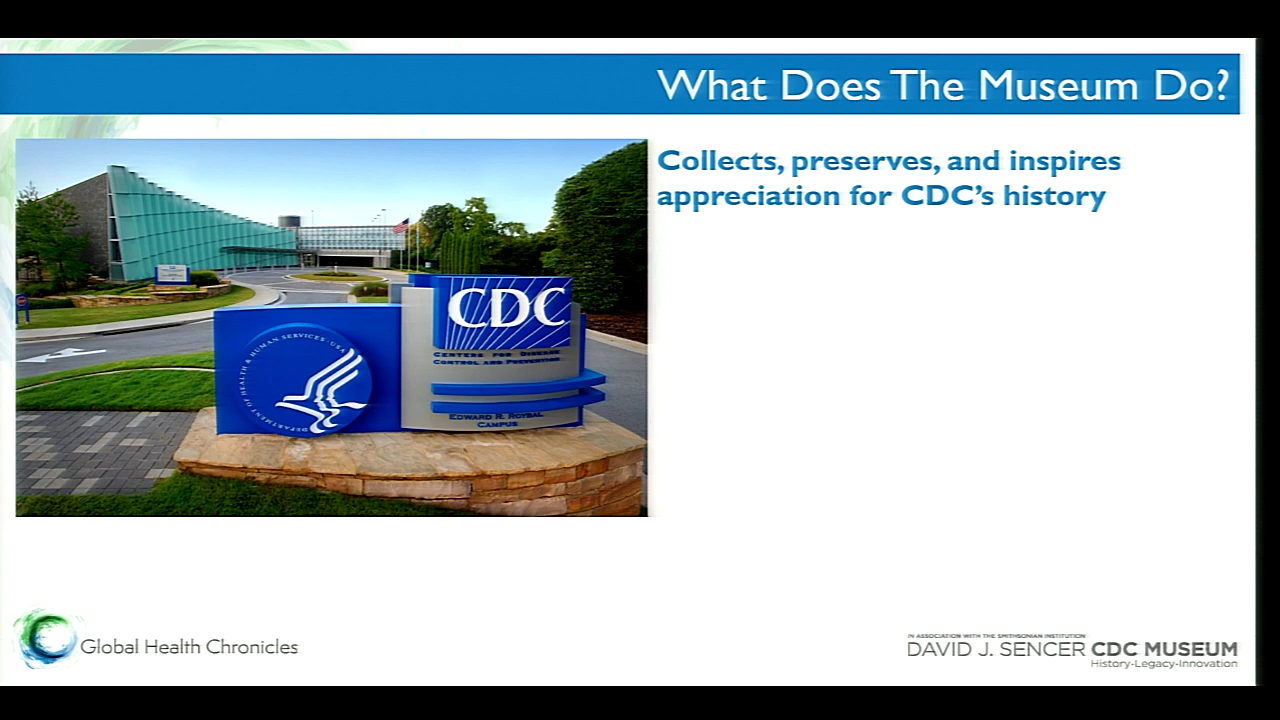 What Does The Museum Do?
Collects, preserves, and inspires
appreciation for CDC's history
CDC
CENTERS FOR DISEASE
CONTROL AND PREVENTION
EDWARD R. ROYBAL
CAMPUS
DEPARTMENT OF HEALTH & HUMAN SERVICES · USA
Global Health Chronicles
IN ASSOCIATION WITH THE SMITHSONIAN INSTITUTION
DAVID J. SENCER CDC MUSEUM
History-Legacy-Innovation